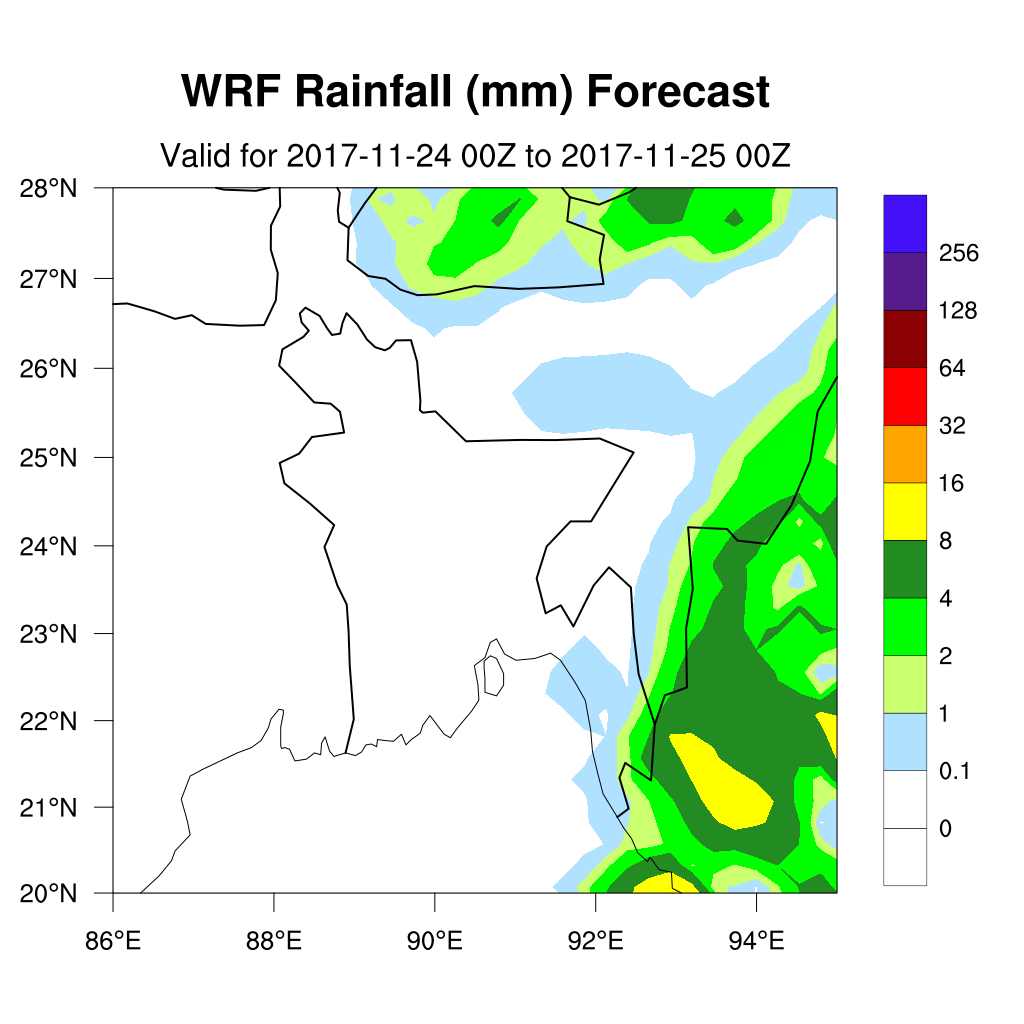 WRF Rainfall (mm) Forecast
Valid for 2017-11-24 00Z to 2017-11-25 00Z
28°N
27°N
26°N
25°N
24°N
23°N
22°N
21°N
20°N
86°E 88°E 90°E 92°E 94°E
256
128
64
32
16
8
4
2
1
0.1
0